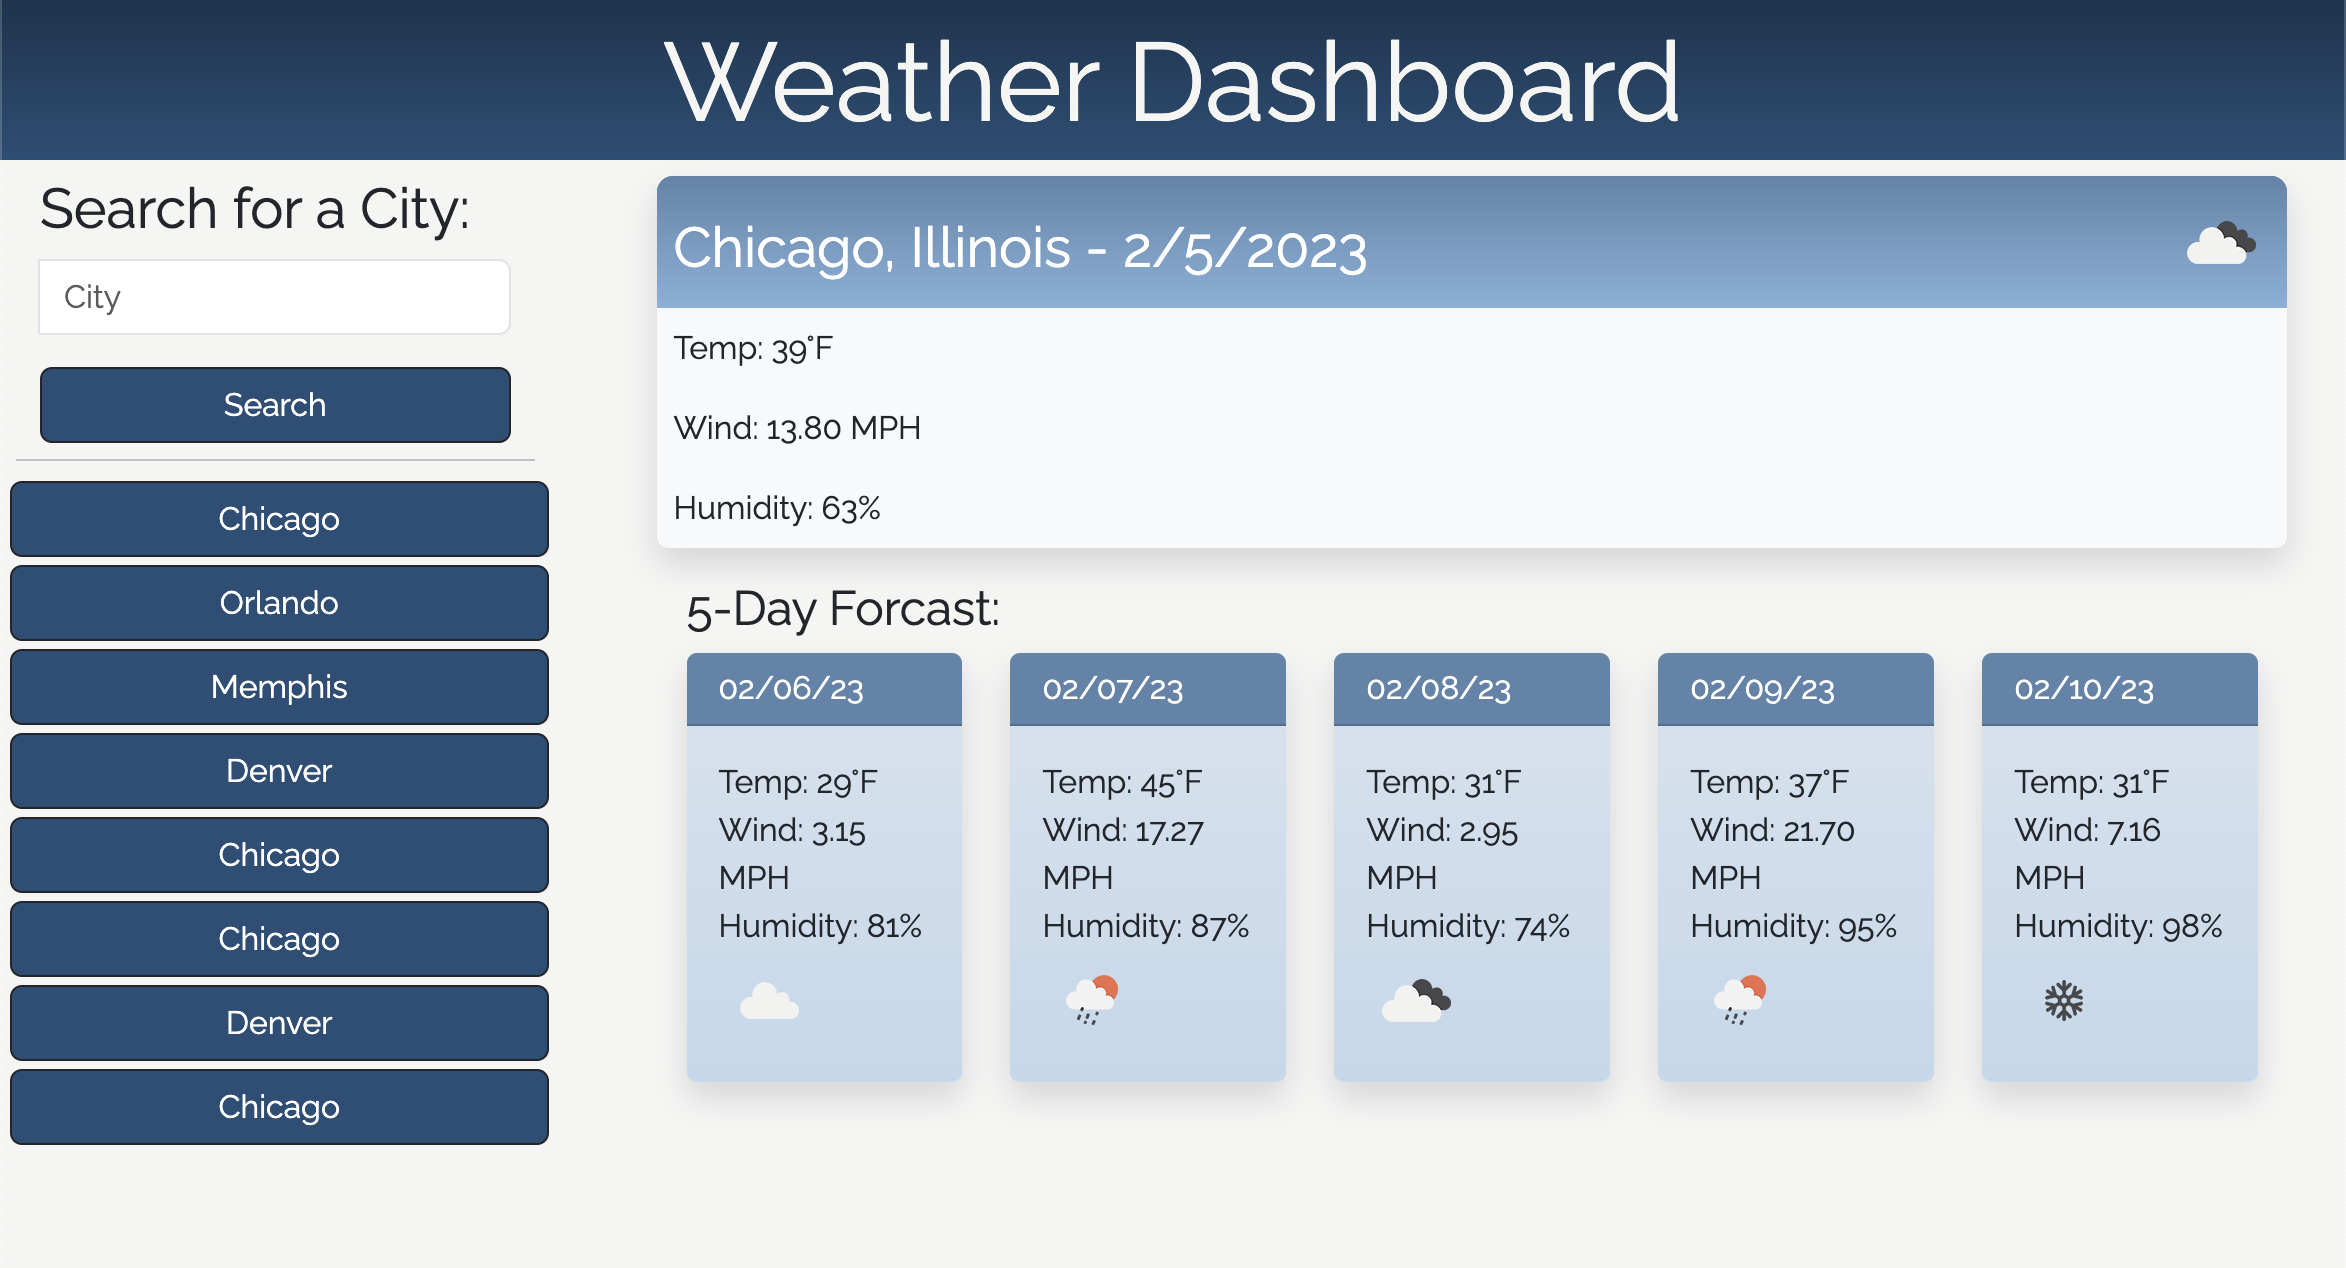 Weather Dashboard
Search for a City:
City
Search
Chicago
Orlando
Memphis
Denver
Chicago
Chicago
Denver
Chicago
Chicago, Illinois - 2/5/2023
Temp: 39°F
Wind: 13.80 MPH
Humidity: 63%
5-Day Forcast:
02/06/23
Temp: 29°F
Wind: 3.15
MPH
Humidity: 81%
02/07/23
Temp: 45°F
Wind: 17.27
MPH
Humidity: 87%
02/08/23
Temp: 31°F
Wind: 2.95
MPH
Humidity: 74%
02/09/23
Temp: 37°F
Wind: 21.70
MPH
Humidity: 95%
02/10/23
Temp: 31°F
Wind: 7.16
MPH
Humidity: 98%